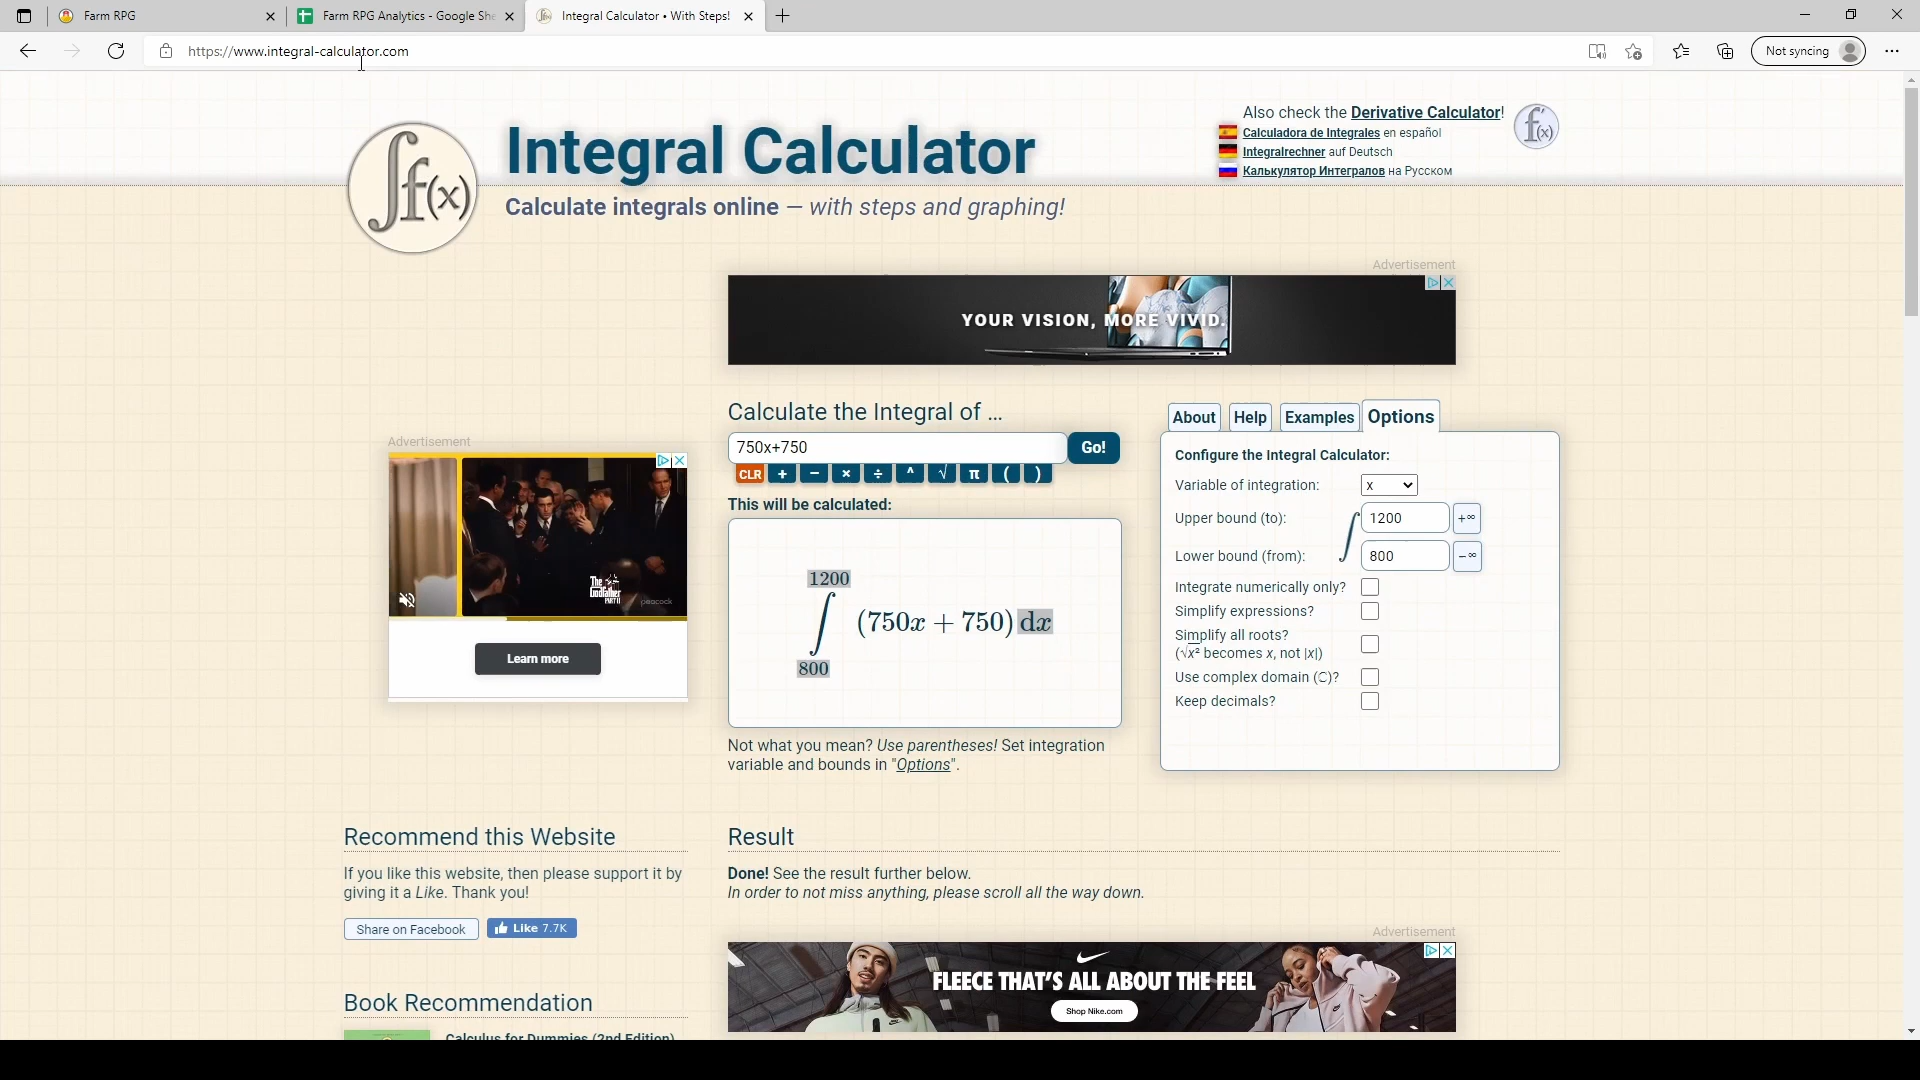 Farm RPG
Farm RPG Analytics - Google She
Integral Calculator • With Steps!
https://www.integral-calculator.com
Not syncing
∫f(x)
Integral Calculator
Calculate integrals online — with steps and graphing!
Also check the Derivative Calculator!
Calculadora de Integrales en español
Integralrechner auf Deutsch
Калькулятор Интегралов на Русском
f'(x)
Advertisement
YOUR VISION, MORE VIVID.
Advertisement
The Godfather PART II
peacock
Learn more
Calculate the Integral of …
750x+750
Go!
CLR + − × ÷ ^ √ π ( )
This will be calculated:
1200
∫ (750x + 750) dx
800
Not what you mean? Use parentheses! Set integration
variable and bounds in "Options".
About Help Examples Options
Configure the Integral Calculator:
Variable of integration: x
Upper bound (to): ∫ 1200 +∞
Lower bound (from): 800 −∞
Integrate numerically only?
Simplify expressions?
Simplify all roots?
(√x² becomes x, not |x|)
Use complex domain (ℂ)?
Keep decimals?
Recommend this Website
If you like this website, then please support it by
giving it a Like. Thank you!
Share on Facebook
Like 7.7K
Book Recommendation
Calculus for Dummies (2nd Edition)
Result
Done! See the result further below.
In order to not miss anything, please scroll all the way down.
Advertisement
FLEECE THAT'S ALL ABOUT THE FEEL
Shop Nike.com